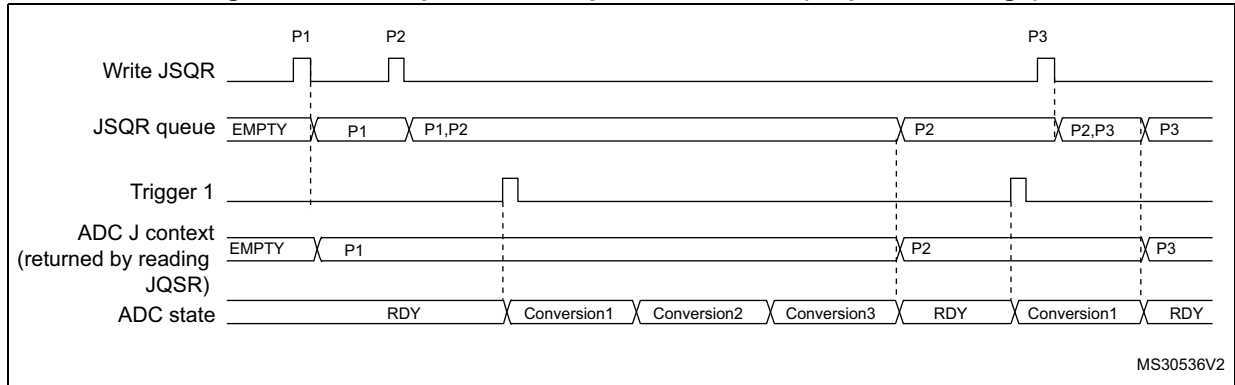 P1 P2 P3
Write JSQR
JSQR queue EMPTY P1 P1,P2 P2 P2,P3 P3
Trigger 1
ADC J context
(returned by reading
JQSR)
EMPTY P1 P2 P3
ADC state RDY Conversion1 Conversion2 Conversion3 RDY Conversion1 RDY
MS30536V2